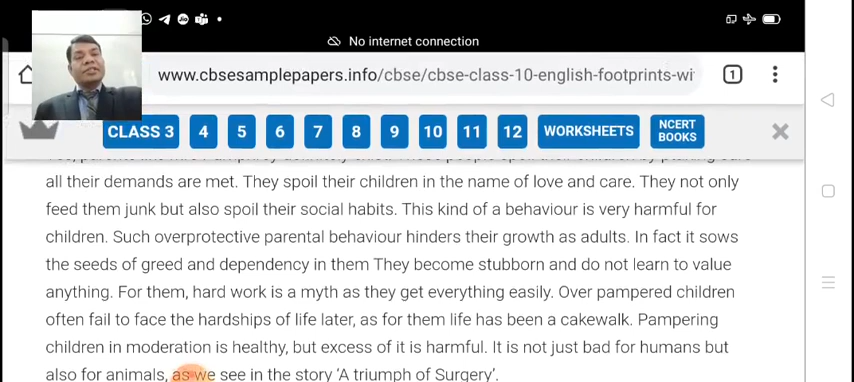 No internet connection
www.cbsesamplepapers.info/cbse/cbse-class-10-english-footprints-wi
1
CLASS 3 4 5 6 7 8 9 10 11 12 WORKSHEETS NCERT BOOKS
all their demands are met. They spoil their children in the name of love and care. They not only
feed them junk but also spoil their social habits. This kind of a behaviour is very harmful for
children. Such overprotective parental behaviour hinders their growth as adults. In fact it sows
the seeds of greed and dependency in them They become stubborn and do not learn to value
anything. For them, hard work is a myth as they get everything easily. Over pampered children
often fail to face the hardships of life later, as for them life has been a cakewalk. Pampering
children in moderation is healthy, but excess of it is harmful. It is not just bad for humans but
also for animals, as we see in the story ‘A triumph of Surgery’.